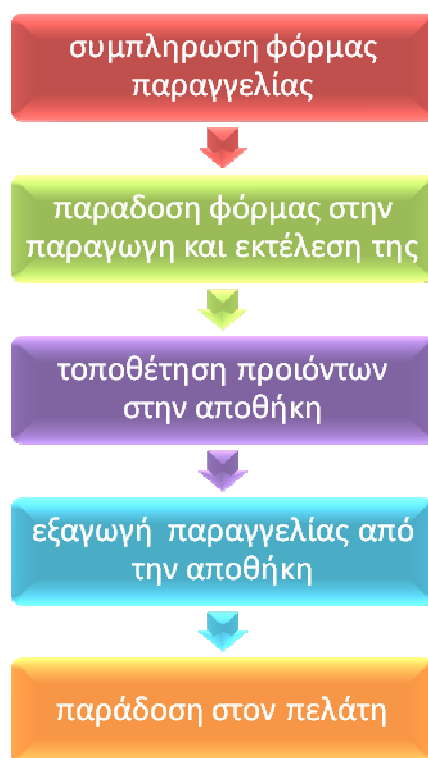 συμπληρωση φόρμας
παραγγελίας
παραδοση φόρμας στην
παραγωγη και εκτέλεση της
τοποθέτηση προιόντων
στην αποθήκη
εξαγωγή παραγγελίας από
την αποθήκη
παράδοση στον πελάτη